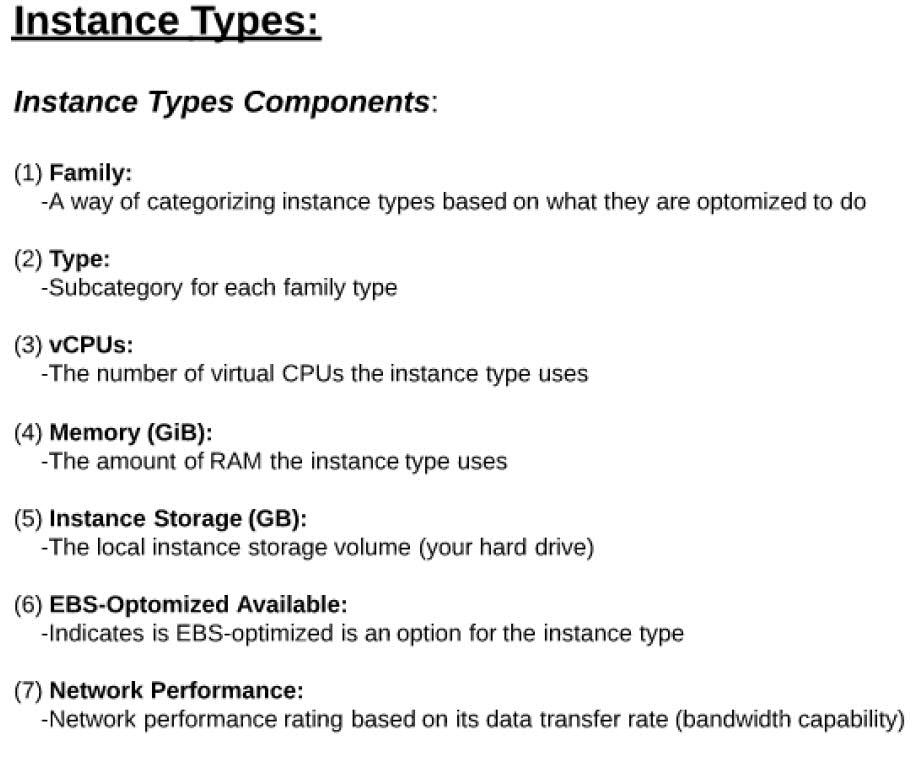 Instance Types:
Instance Types Components:
(1) Family:
-A way of categorizing instance types based on what they are optomized to do
(2) Type:
-Subcategory for each family type
(3) vCPUs:
-The number of virtual CPUs the instance type uses
(4) Memory (GiB):
-The amount of RAM the instance type uses
(5) Instance Storage (GB):
-The local instance storage volume (your hard drive)
(6) EBS-Optomized Available:
-Indicates is EBS-optimized is an option for the instance type
(7) Network Performance:
-Network performance rating based on its data transfer rate (bandwidth capability)